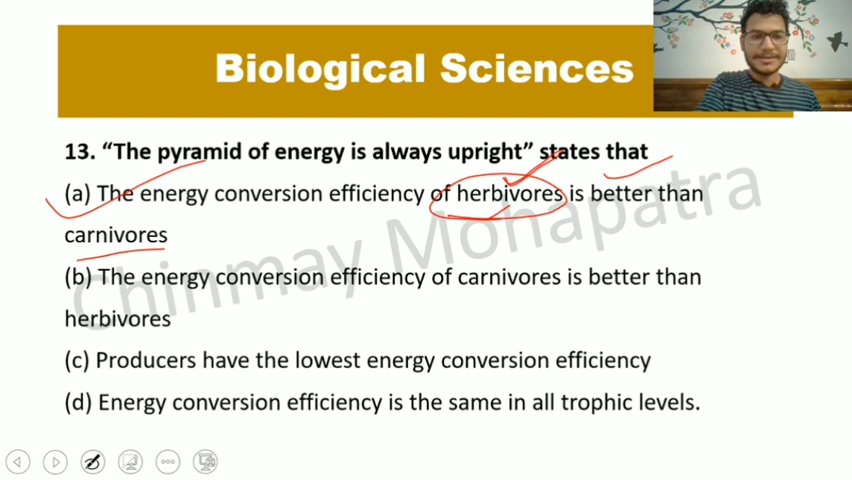 Biological Sciences
13. “The pyramid of energy is always upright” states that
(a) The energy conversion efficiency of herbivores is better than
carnivores
(b) The energy conversion efficiency of carnivores is better than
herbivores
(c) Producers have the lowest energy conversion efficiency
(d) Energy conversion efficiency is the same in all trophic levels.
Chinmay Mohapatra